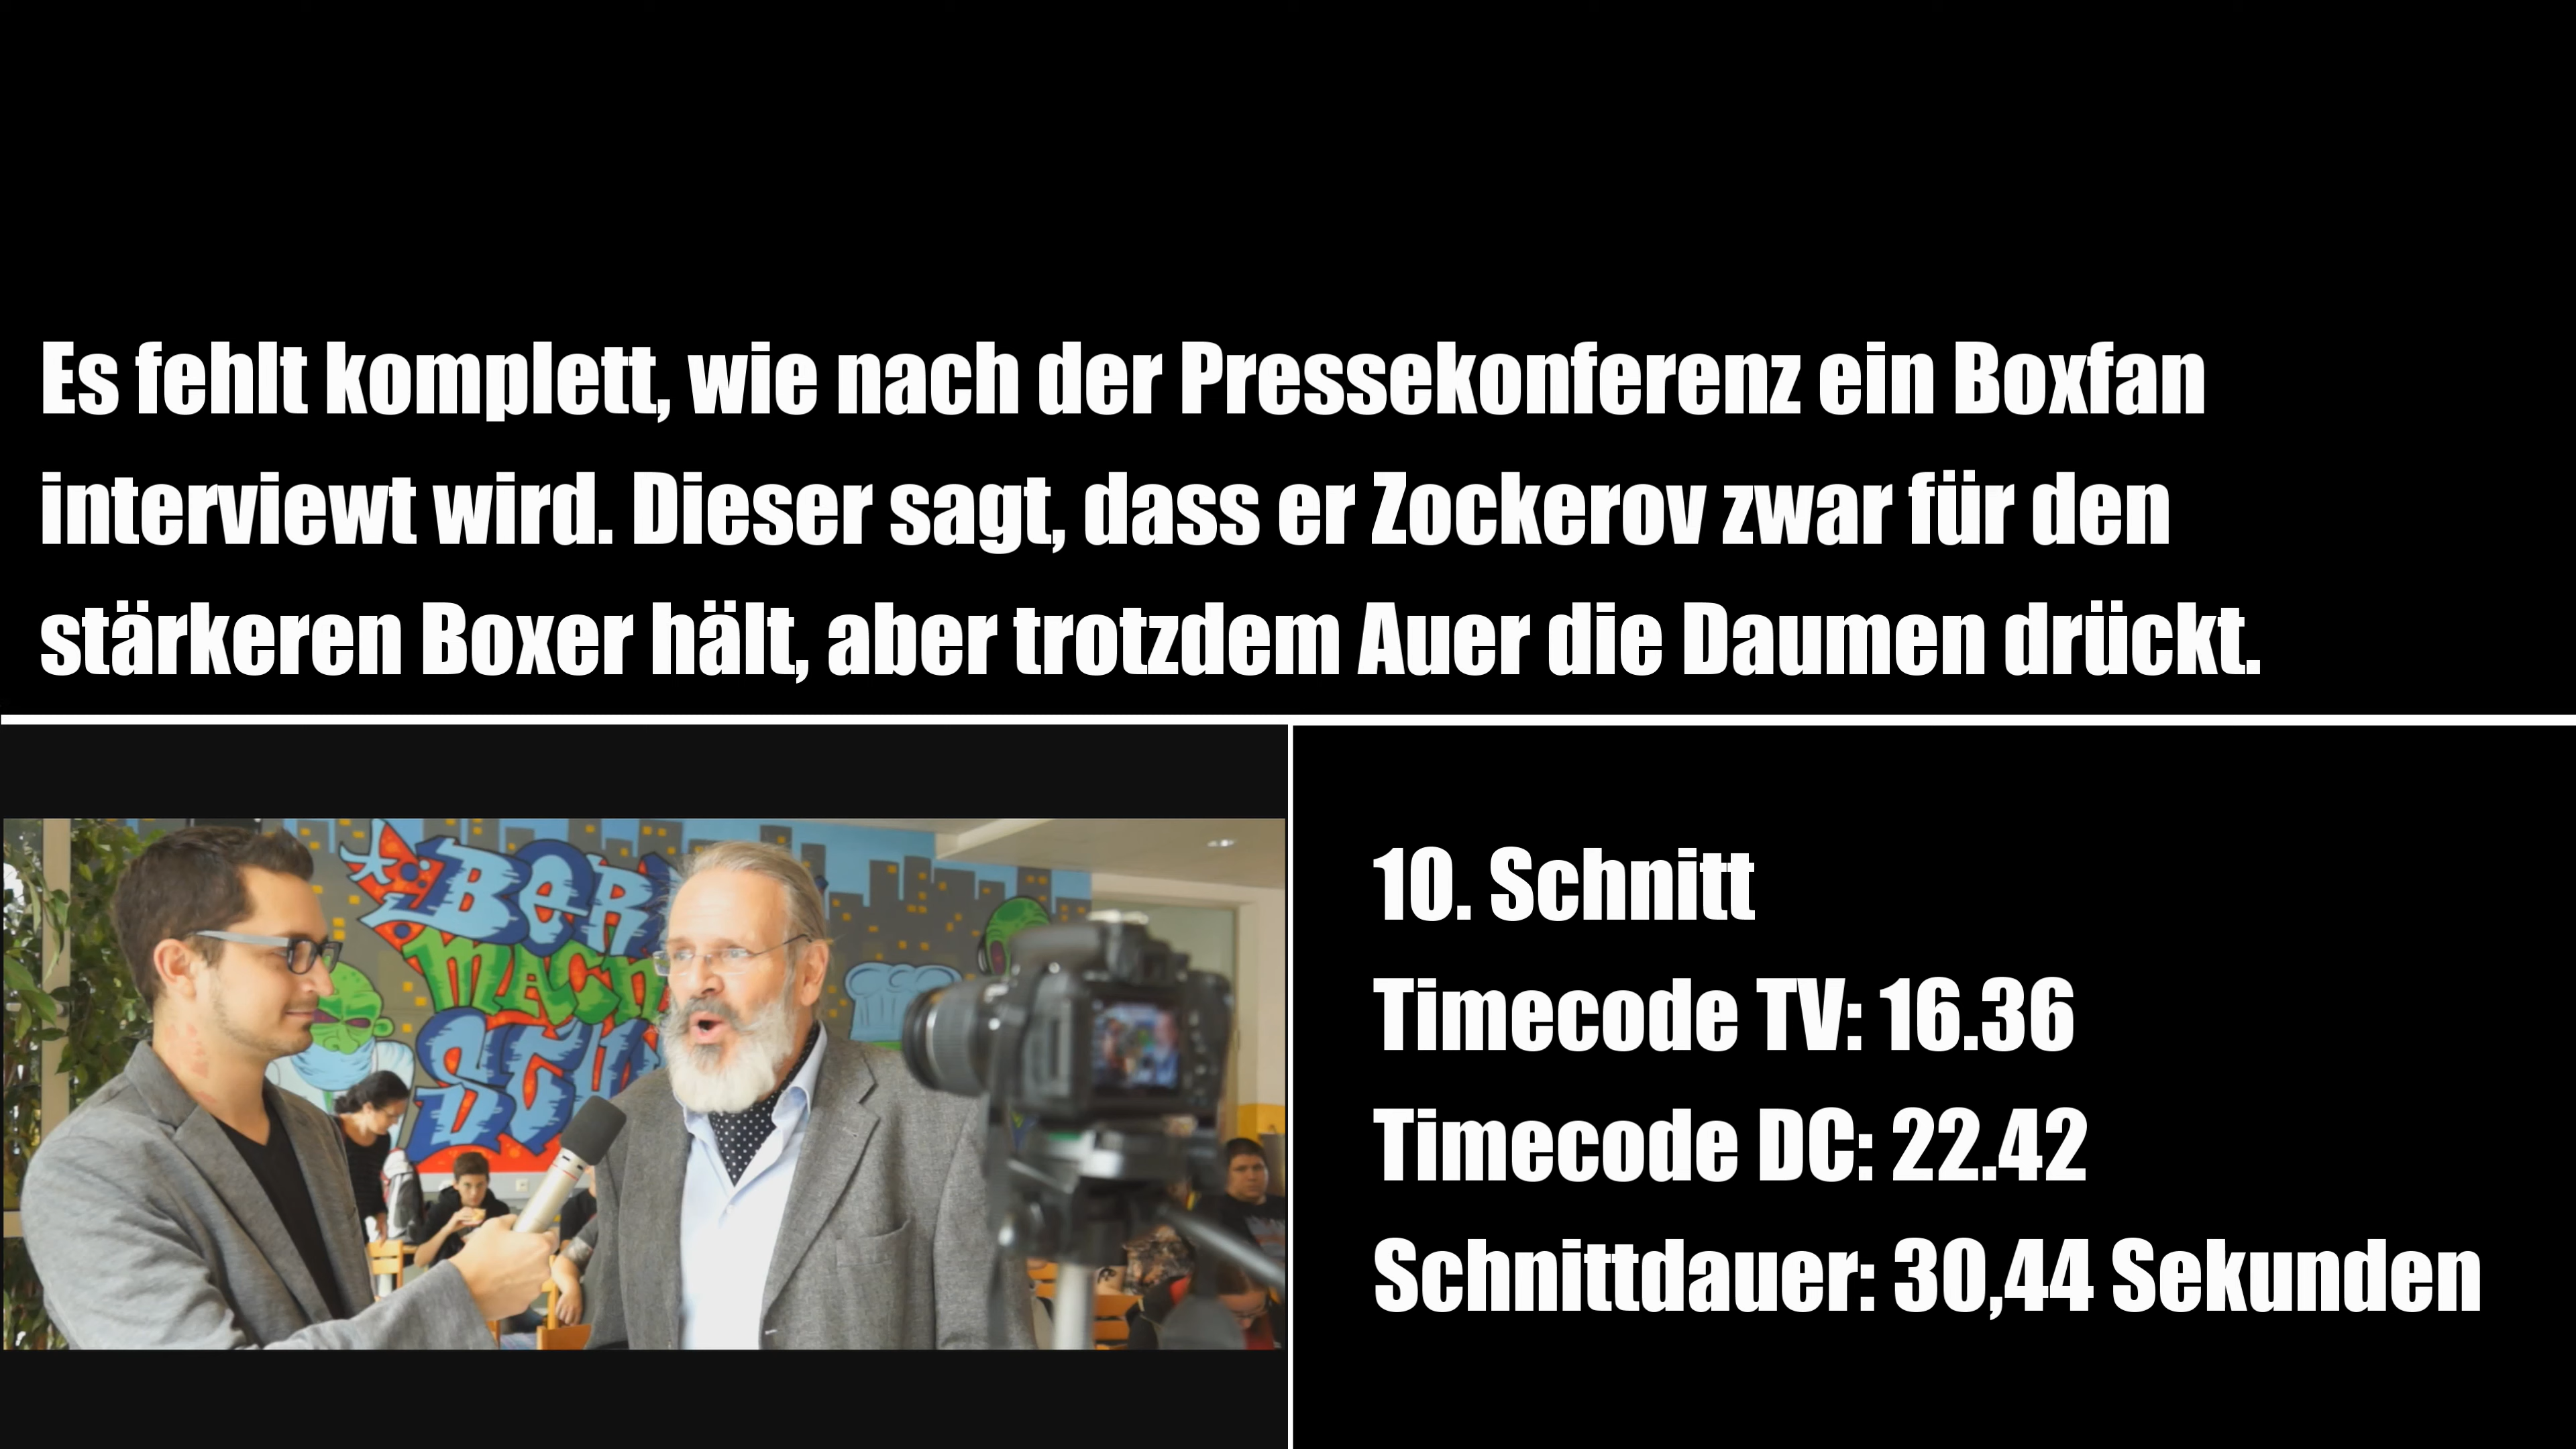 Es fehlt komplett, wie nach der Pressekonferenz ein Boxfan
interviewt wird. Dieser sagt, dass er Zockerov zwar für den
stärkeren Boxer hält, aber trotzdem Auer die Daumen drückt.
10. Schnitt
Timecode TV: 16.36
Timecode DC: 22.42
Schnittdauer: 30,44 Sekunden